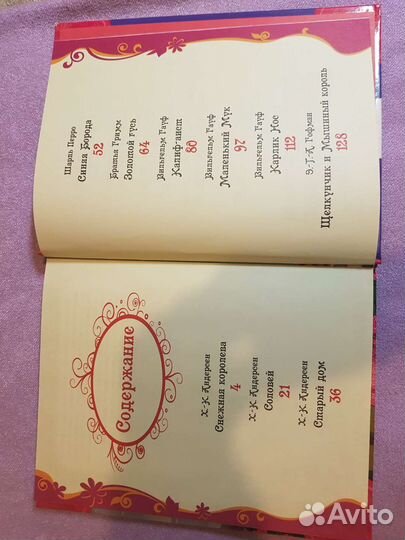 Содержание
Х-К Андерсен
Снежная королева
4
Х-К Андерсен
Соловей
21
Х-К Андерсен
Старый дом
36
Шарль Перро
Синяя Борода
52
Братья Гримм
Золотой гусь
64
Вильгельм Гауф
Калиф-аист
80
Вильгельм Гауф
Маленький Мук
97
Вильгельм Гауф
Карлик Нос
112
Э.-Т.-А. Гофман
Щелкунчик и Мышиный король
128
Avito